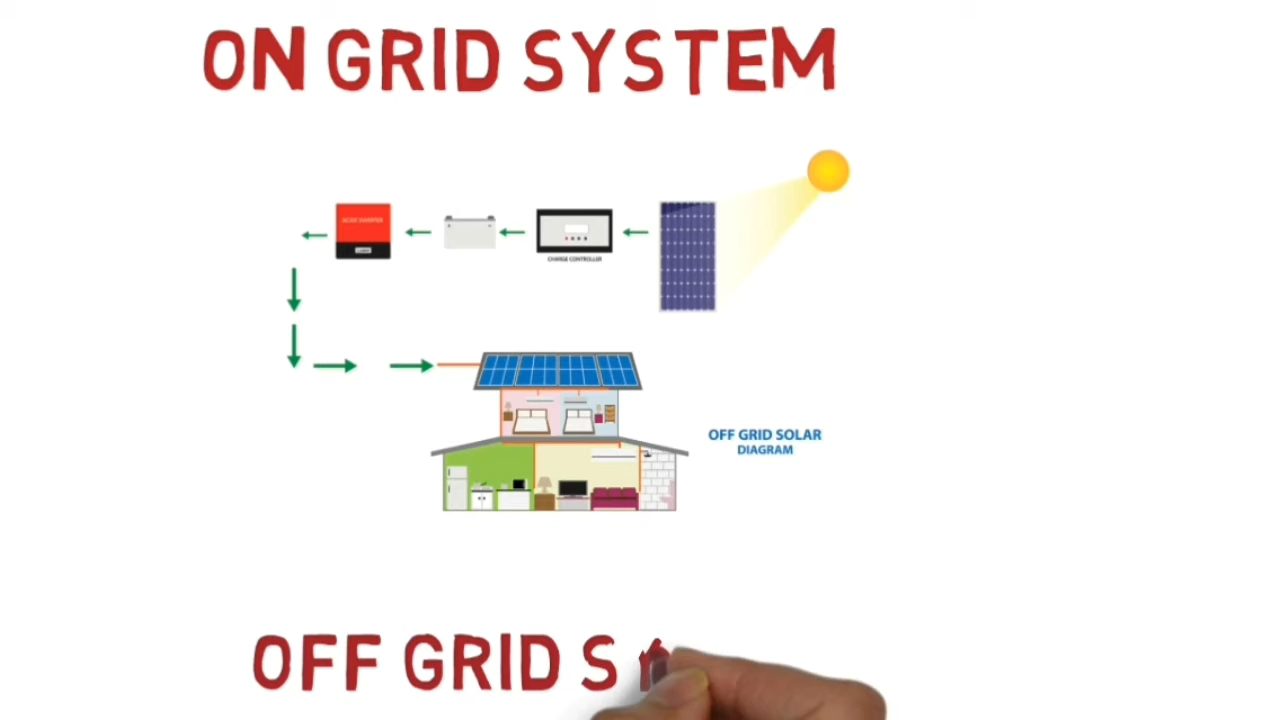 ON GRID SYSTEM
CHARGE CONTROLLER
OFF GRID SOLAR
DIAGRAM
OFF GRID S